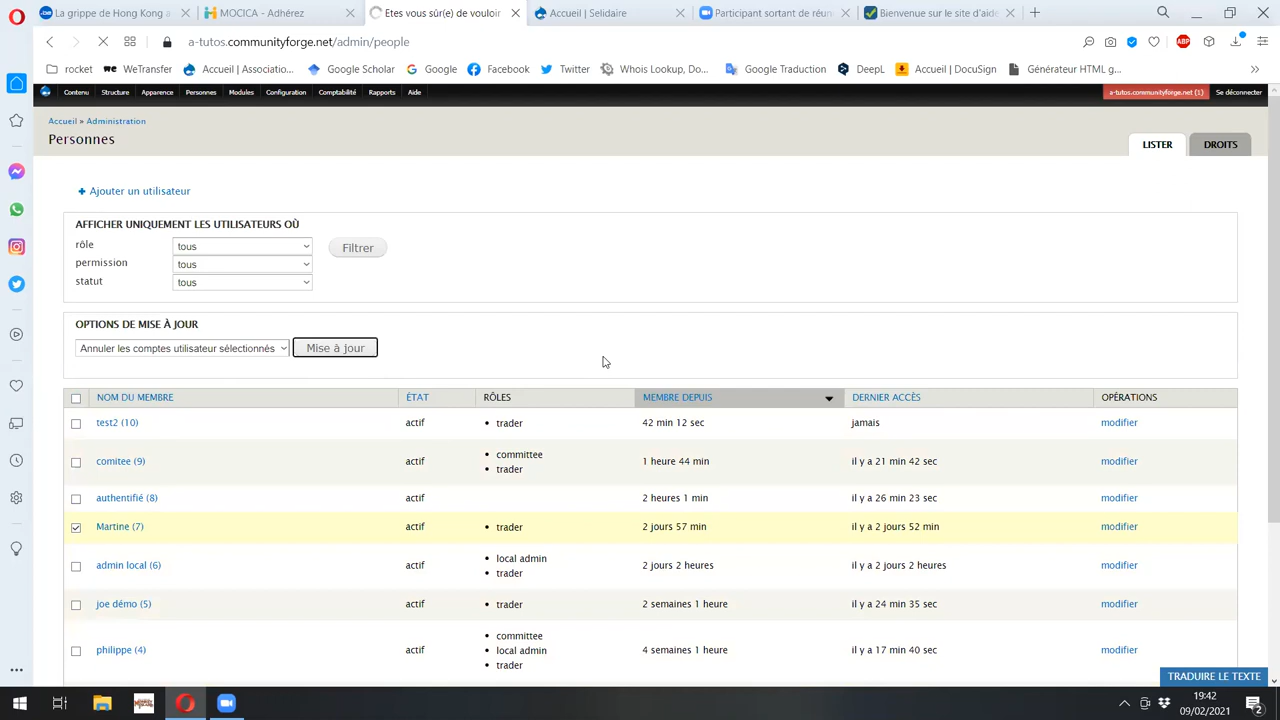 La grippe de Hong Kong a
MOCICA - Adhérez
Etes vous sûr(e) de vouloir
Accueil | Selidaire
Participant sortant de réun
Bienvenue sur le site d'aide
a-tutos.communityforge.net/admin/people
rocket
WeTransfer
Accueil | Associatio...
Google Scholar
Google
Facebook
Twitter
Whois Lookup, Do...
Google Traduction
DeepL
Accueil | DocuSign
Générateur HTML g...
Contenu
Structure
Apparence
Personnes
Modules
Configuration
Comptabilité
Rapports
Aide
a-tutos.communityforge.net (1)
Se déconnecter
Accueil » Administration
Personnes
LISTER
DROITS
Ajouter un utilisateur
AFFICHER UNIQUEMENT LES UTILISATEURS OÙ
rôle
tous
Filtrer
permission
tous
statut
tous
OPTIONS DE MISE À JOUR
Annuler les comptes utilisateur sélectionnés
Mise à jour
NOM DU MEMBRE
ÉTAT
RÔLES
MEMBRE DEPUIS
DERNIER ACCÈS
OPÉRATIONS
test2 (10)
actif
trader
42 min 12 sec
jamais
modifier
comitee (9)
actif
committee
trader
1 heure 44 min
il y a 21 min 42 sec
modifier
authentifié (8)
actif
2 heures 1 min
il y a 26 min 23 sec
modifier
Martine (7)
actif
trader
2 jours 57 min
il y a 2 jours 52 min
modifier
admin local (6)
actif
local admin
trader
2 jours 2 heures
il y a 2 jours 2 heures
modifier
joe démo (5)
actif
trader
2 semaines 1 heure
il y a 24 min 35 sec
modifier
philippe (4)
actif
committee
local admin
trader
4 semaines 1 heure
il y a 17 min 40 sec
modifier
TRADUIRE LE TEXTE
19:42
09/02/2021
2